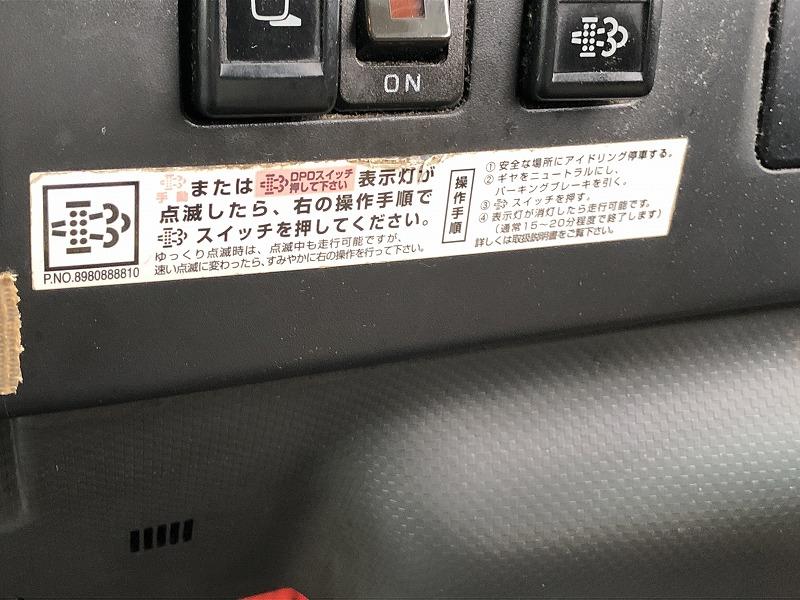 ON
手動
または DPDスイッチ 押して下さい 表示灯が
点滅したら、右の操作手順で
スイッチを押してください。
ゆっくり点滅時は、点滅中も走行可能ですが、
速い点滅に変わったら、すみやかに右の操作を行って下さい。
P.NO.8980888810
操作手順
① 安全な場所にアイドリング停車する。
② ギヤをニュートラルにし、
パーキングブレーキを引く。
③ スイッチを押す。
④ 表示灯が消灯したら走行可能です。
(通常15～20分程度で終了します)
詳しくは取扱説明書をご覧下さい。